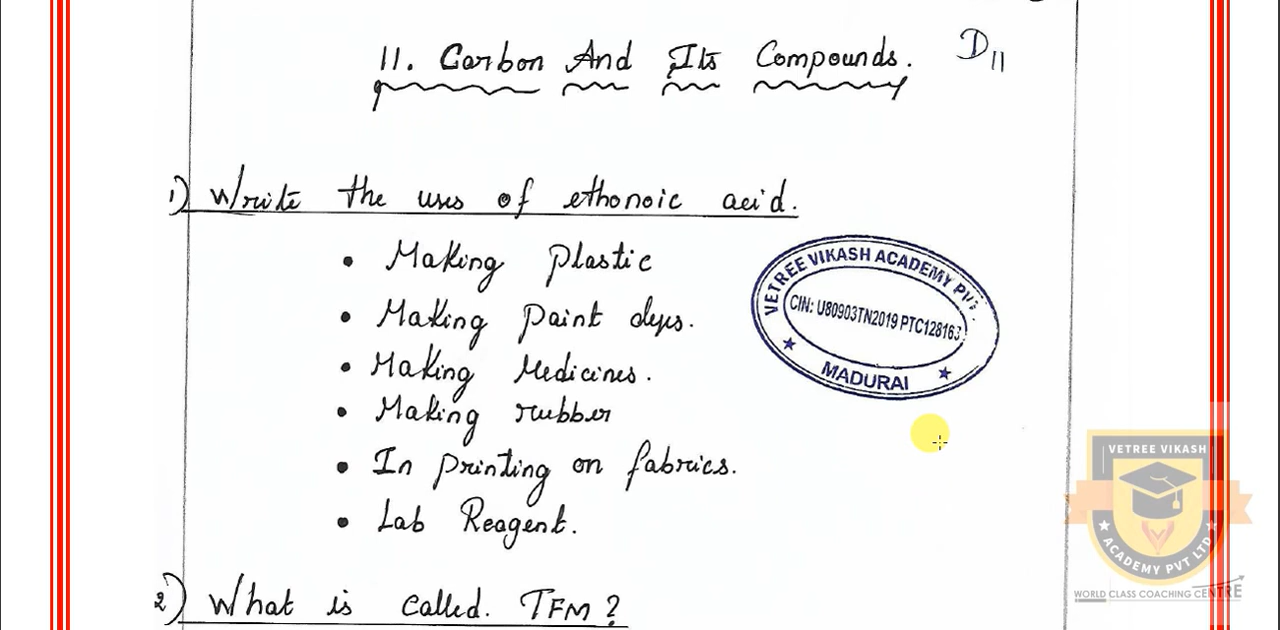 11. Carbon And Its Compounds.
D11
1) Write the uses of ethonoic acid.
• Making Plastic
• Making paint dyes.
• Making Medicines.
• Making rubber
• In printing on fabrics.
• Lab Reagent.
VETREE VIKASH ACADEMY PVT.
CIN: U80903TN2019 PTC128163
MADURAI
VETREE VIKASH
ACADEMY PVT LTD
WORLD CLASS COACHING CENTRE
2) What is called. TFM?